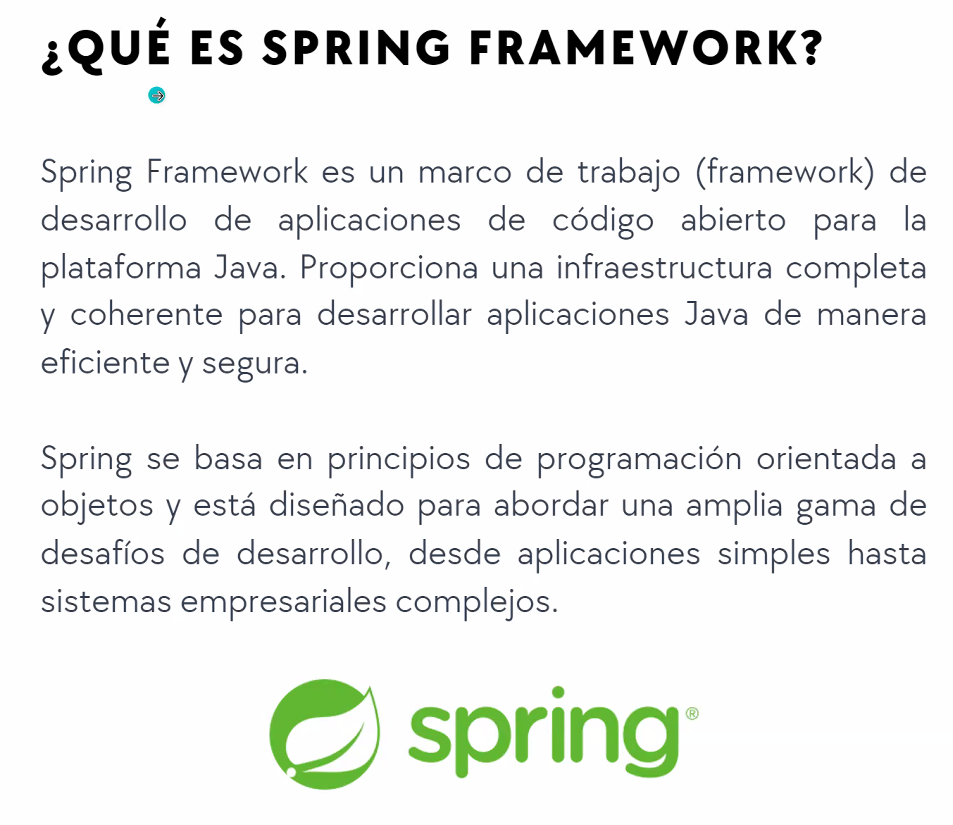 ¿QUÉ ES SPRING FRAMEWORK?
Spring Framework es un marco de trabajo (framework) de
desarrollo de aplicaciones de código abierto para la
plataforma Java. Proporciona una infraestructura completa
y coherente para desarrollar aplicaciones Java de manera
eficiente y segura.
Spring se basa en principios de programación orientada a
objetos y está diseñado para abordar una amplia gama de
desafíos de desarrollo, desde aplicaciones simples hasta
sistemas empresariales complejos.
spring®